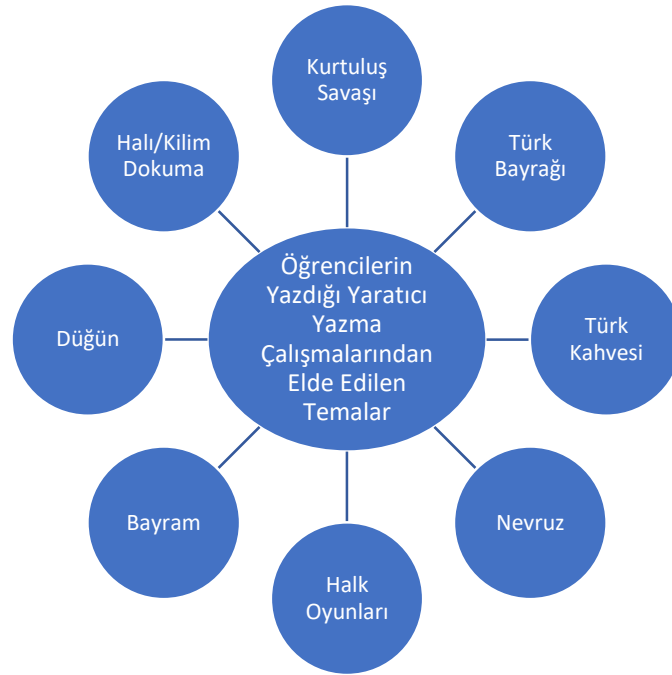 Kurtuluş
Savaşı
Türk
Bayrağı
Türk
Kahvesi
Nevruz
Halk
Oyunları
Bayram
Düğün
Halı/Kilim
Dokuma
Öğrencilerin
Yazdığı Yaratıcı
Yazma
Çalışmalarından
Elde Edilen
Temalar